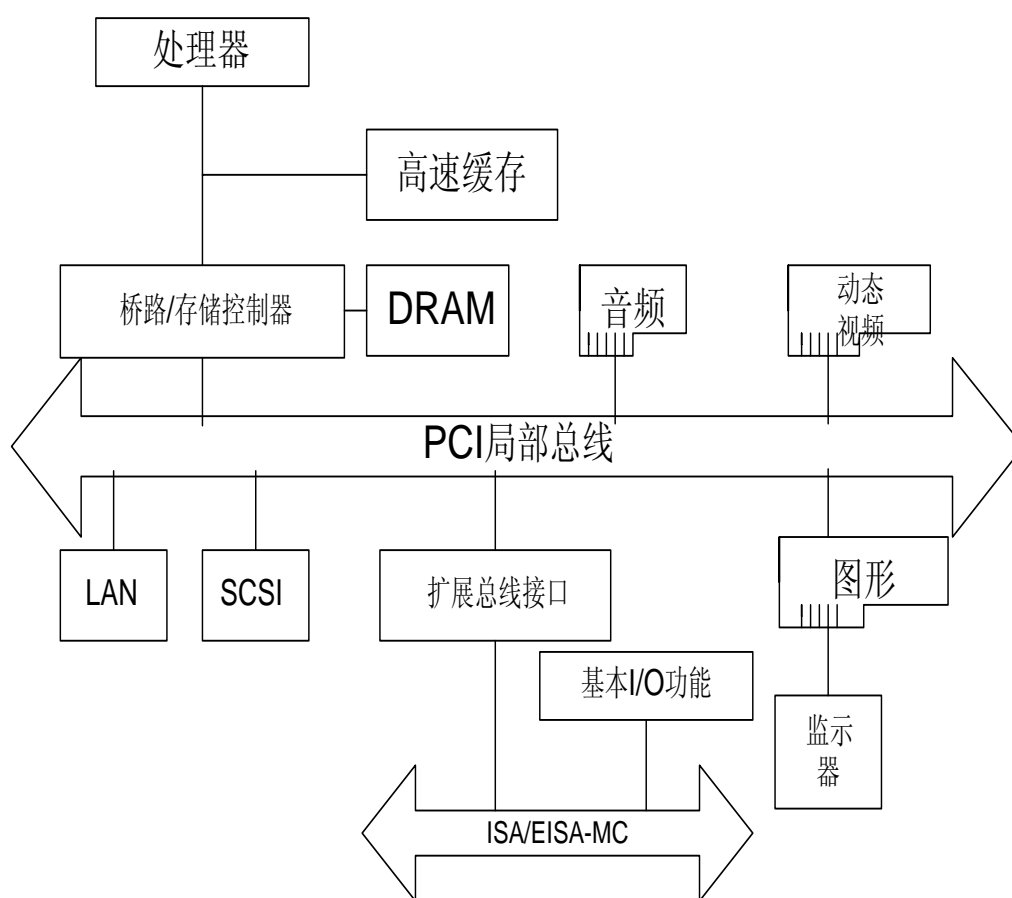 处理器
高速缓存
桥路/存储控制器
DRAM
音频
动态
视频
PCI局部总线
LAN
SCSI
扩展总线接口
图形
基本I/O功能
监示
器
ISA/EISA-MC